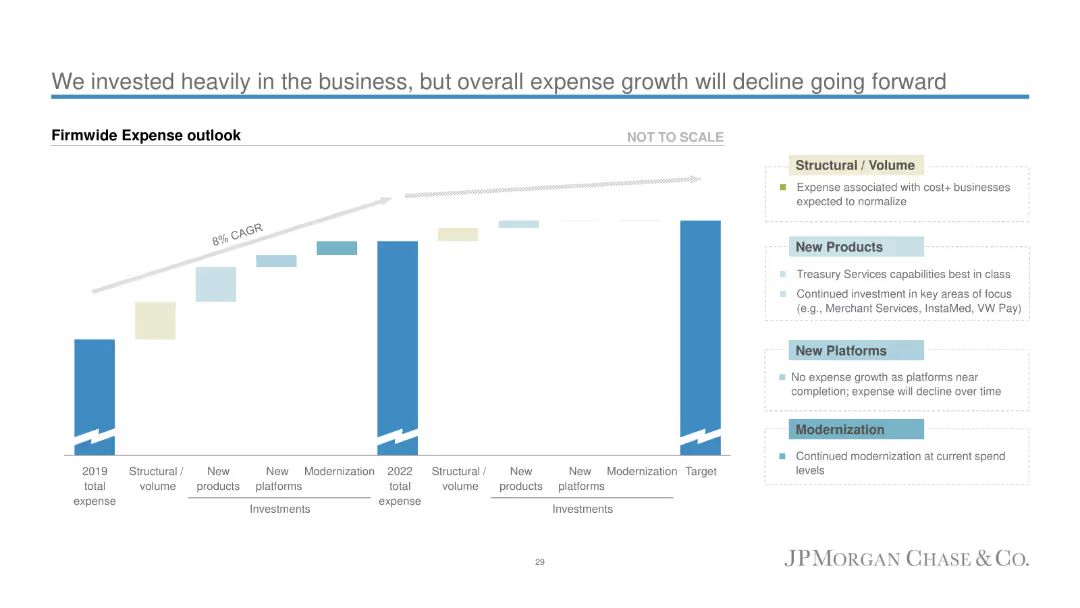 We invested heavily in the business, but overall expense growth will decline going forward
Firmwide Expense outlook
NOT TO SCALE
8% CAGR
2019
total
expense
Structural /
volume
New
products
New
platforms
Modernization
Investments
2022
total
expense
Structural /
volume
New
products
New
platforms
Modernization
Investments
Target
Structural / Volume
Expense associated with cost+ businesses
expected to normalize
New Products
Treasury Services capabilities best in class
Continued investment in key areas of focus
(e.g., Merchant Services, InstaMed, VW Pay)
New Platforms
No expense growth as platforms near
completion; expense will decline over time
Modernization
Continued modernization at current spend
levels
29
JPMORGAN CHASE & CO.